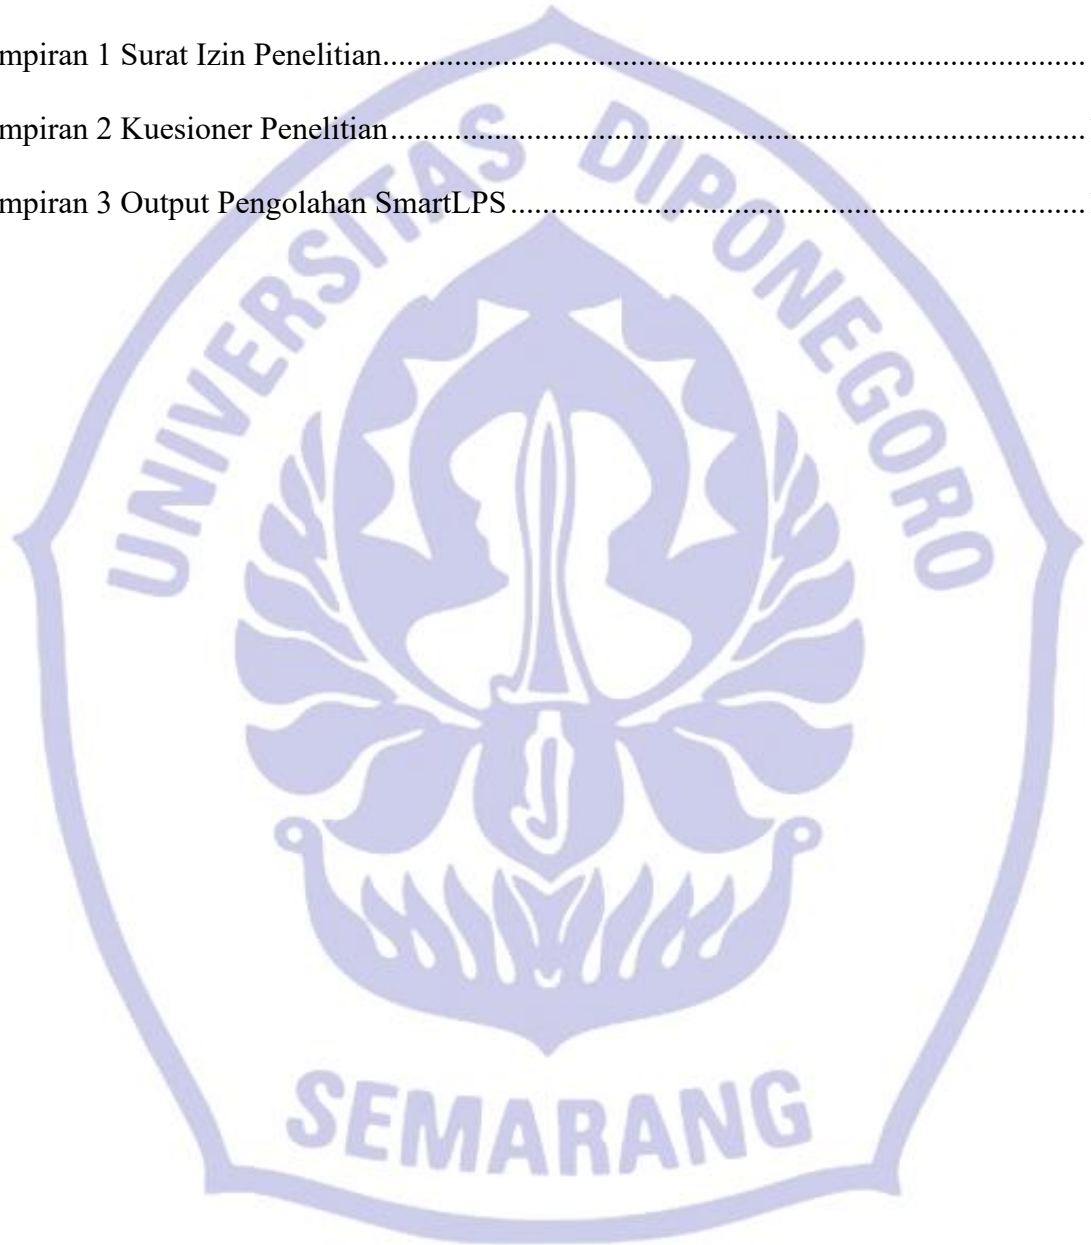 mpiran 1 Surat Izin Penelitian
mpiran 2 Kuesioner Penelitian
mpiran 3 Output Pengolahan SmartLPS
UNIVERSITAS DIPONEGORO
SEMARANG